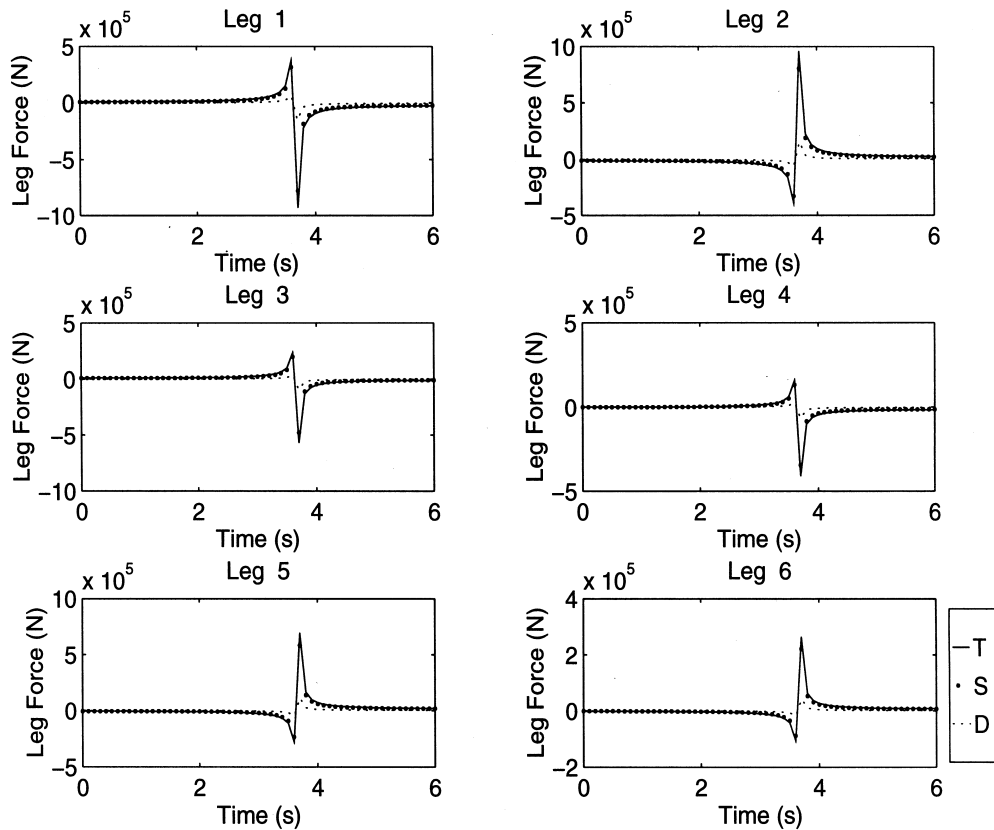 Leg 1
x 10^5
Leg Force (N)
5
0
−5
−10
0 2 4 6
Time (s)
Leg 2
x 10^5
Leg Force (N)
10
5
0
−5
0 2 4 6
Time (s)
Leg 3
x 10^5
Leg Force (N)
5
0
−5
−10
0 2 4 6
Time (s)
Leg 4
x 10^5
Leg Force (N)
5
0
−5
0 2 4 6
Time (s)
Leg 5
x 10^5
Leg Force (N)
10
5
0
−5
0 2 4 6
Time (s)
Leg 6
x 10^5
Leg Force (N)
4
2
0
−2
0 2 4 6
Time (s)
T
S
D